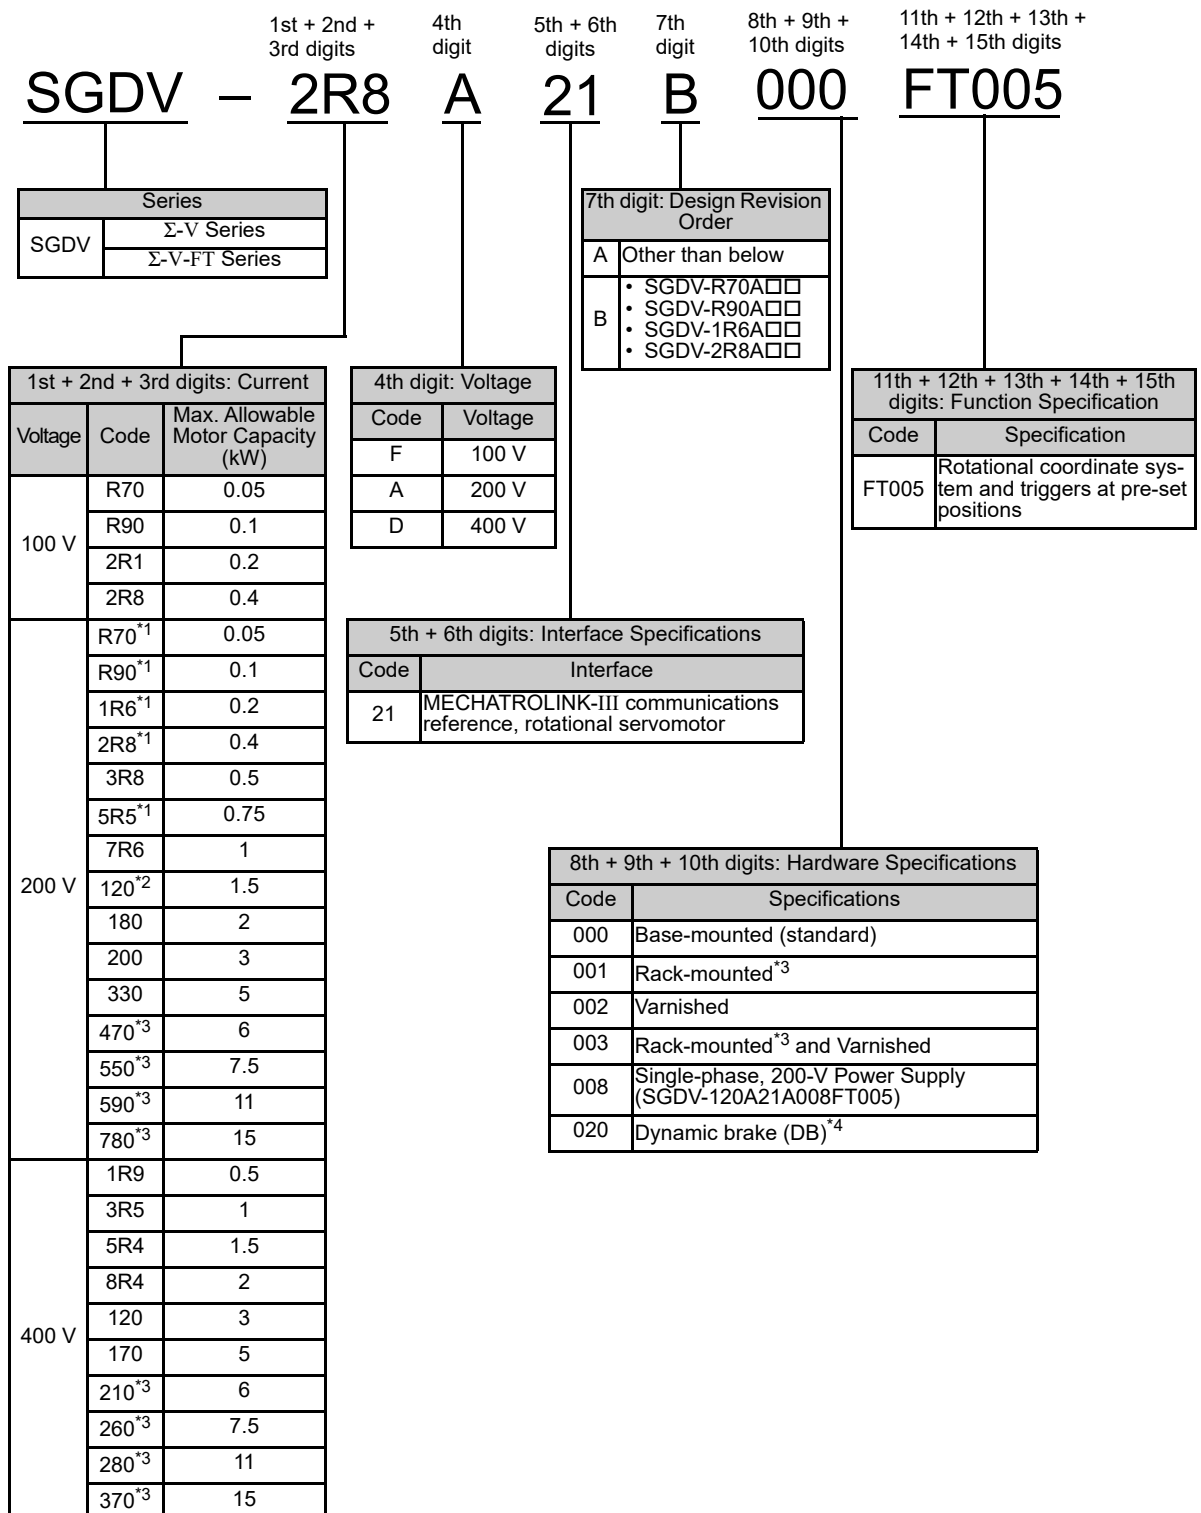 1st + 2nd +
3rd digits
4th
digit
5th + 6th
digits
7th
digit
8th + 9th +
10th digits
11th + 12th + 13th +
14th + 15th digits
SGDV – 2R8 A 21 B 000 FT005
Series
SGDV
Σ-V Series
Σ-V-FT Series
7th digit: Design Revision
Order
A Other than below
B
• SGDV-R70A□□
• SGDV-R90A□□
• SGDV-1R6A□□
• SGDV-2R8A□□
1st + 2nd + 3rd digits: Current
Voltage Code Max. Allowable
Motor Capacity
(kW)
100 V
R70 0.05
R90 0.1
2R1 0.2
2R8 0.4
200 V
R70*1 0.05
R90*1 0.1
1R6*1 0.2
2R8*1 0.4
3R8 0.5
5R5*1 0.75
7R6 1
120*2 1.5
180 2
200 3
330 5
470*3 6
550*3 7.5
590*3 11
780*3 15
400 V
1R9 0.5
3R5 1
5R4 1.5
8R4 2
120 3
170 5
210*3 6
260*3 7.5
280*3 11
370*3 15
4th digit: Voltage
Code Voltage
F 100 V
A 200 V
D 400 V
11th + 12th + 13th + 14th + 15th
digits: Function Specification
Code Specification
FT005 Rotational coordinate sys-
tem and triggers at pre-set
positions
5th + 6th digits: Interface Specifications
Code Interface
21 MECHATROLINK-III communications
reference, rotational servomotor
8th + 9th + 10th digits: Hardware Specifications
Code Specifications
000 Base-mounted (standard)
001 Rack-mounted*3
002 Varnished
003 Rack-mounted*3 and Varnished
008 Single-phase, 200-V Power Supply
(SGDV-120A21A008FT005)
020 Dynamic brake (DB)*4